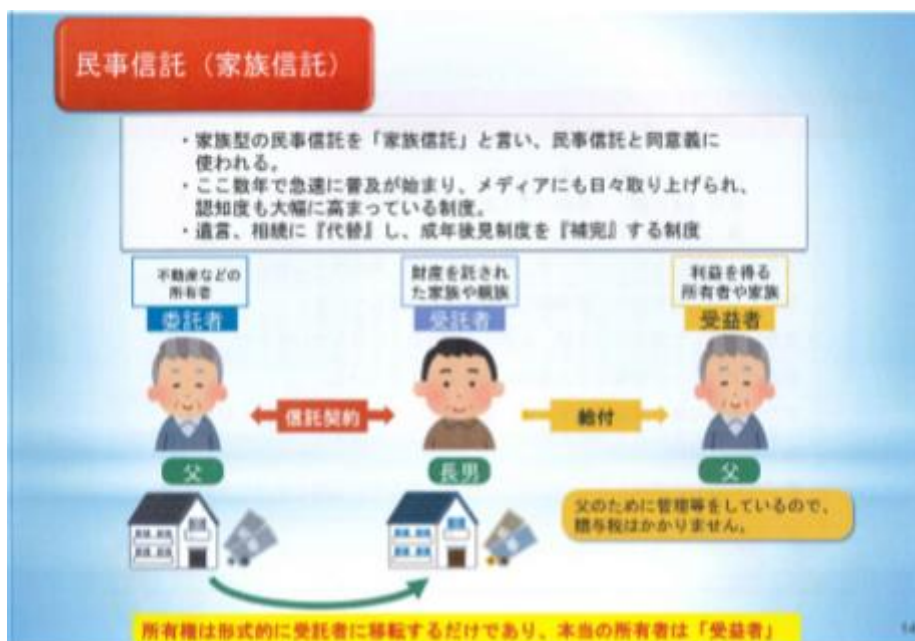 民事信託（家族信託）
・家族型の民事信託を「家族信託」と言い、民事信託と同意義に
使われる。
・ここ数年で急速に普及が始まり、メディアにも日々取り上げられ、
認知度も大幅に高まっている制度。
・遺言、相続に『代替』し、成年後見制度を『補完』する制度
不動産などの
所有者
委託者
財産を託され
た家族や親族
受託者
利益を得る
所有者や家族
受益者
信託契約
給付
父
長男
父
父のために管理等をしているので、
贈与税はかかりません。
所有権は形式的に受託者に移転するだけであり、本当の所有者は「受益者」